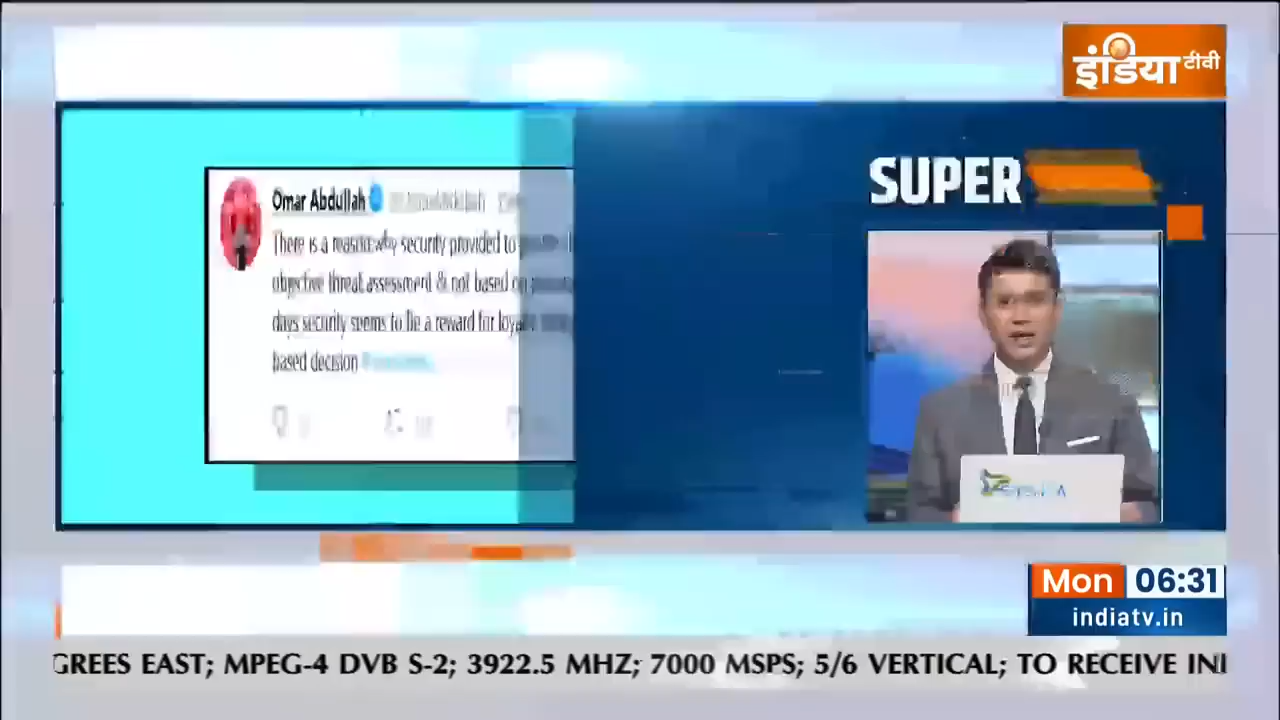 इंडिया टीवी
SUPER
Omar Abdullah
There is a reason why security provided to
objective threat assessment & not based on
days security seems to be a reward for
based decision
Mon 06:31
indiatv.in
GREES EAST; MPEG-4 DVB S-2; 3922.5 MHZ; 7000 MSPS; 5/6 VERTICAL; TO RECEIVE IN